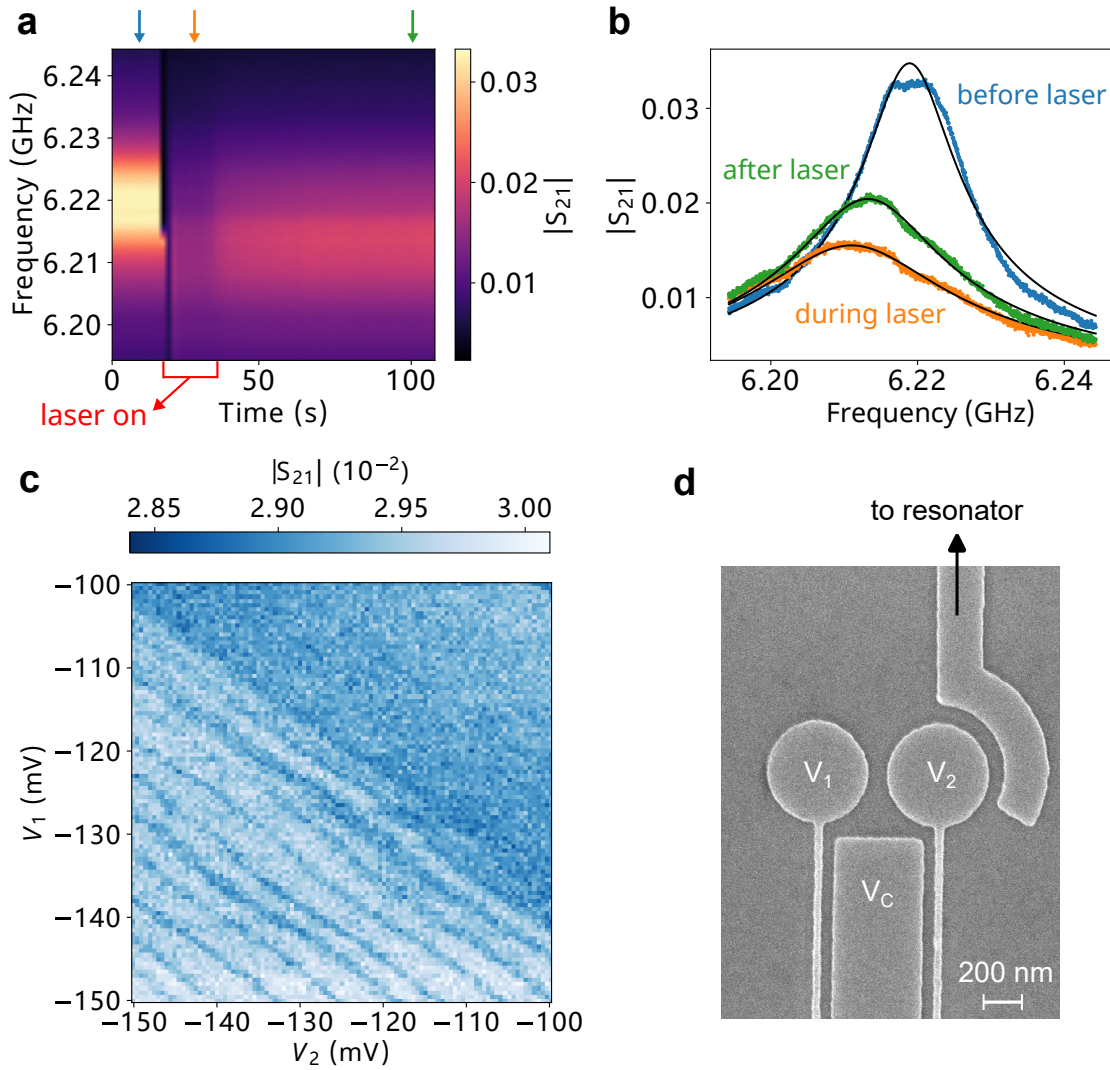 a
6.24
6.23
6.22
6.21
6.20
Frequency (GHz)
0
50
100
Time (s)
laser on
0.03
0.02
0.01
|S21|
b
before laser
after laser
during laser
0.03
0.02
0.01
|S21|
6.20
6.22
6.24
Frequency (GHz)
c
|S21| (10−2)
2.85
2.90
2.95
3.00
−100
−110
−120
−130
−140
−150
V1 (mV)
−150
−140
−130
−120
−110
−100
V2 (mV)
d
to resonator
V1
V2
VC
200 nm